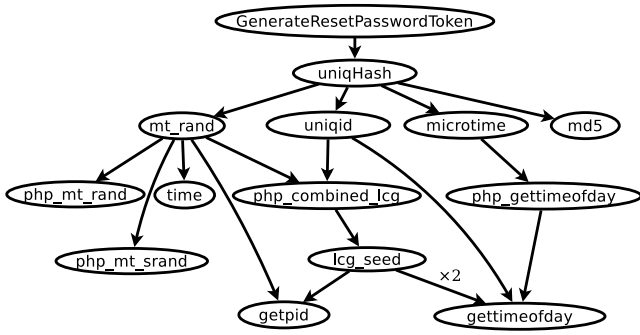 GenerateResetPasswordToken
uniqHash
mt_rand
uniqid
microtime
md5
php_mt_rand
time
php_combined_lcg
php_gettimeofday
php_mt_srand
lcg_seed
×2
getpid
gettimeofday